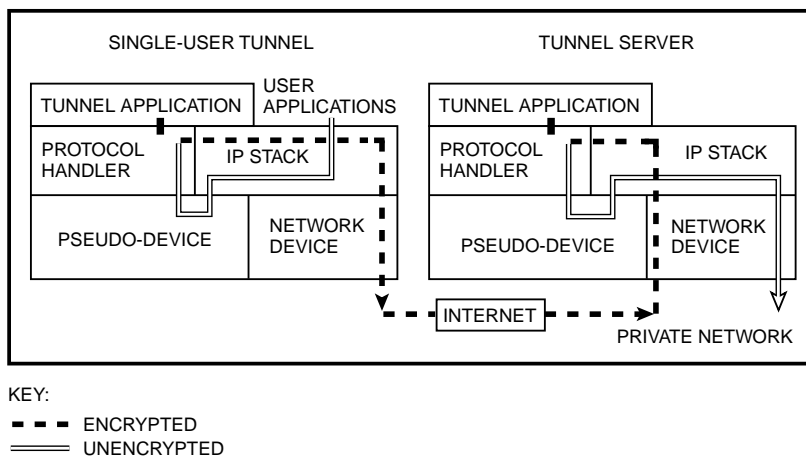 SINGLE-USER TUNNEL
TUNNEL SERVER
TUNNEL APPLICATION
USER
APPLICATIONS
PROTOCOL
HANDLER
IP STACK
PSEUDO-DEVICE
NETWORK
DEVICE
TUNNEL APPLICATION
PROTOCOL
HANDLER
IP STACK
PSEUDO-DEVICE
NETWORK
DEVICE
INTERNET
PRIVATE NETWORK
KEY:
ENCRYPTED
UNENCRYPTED